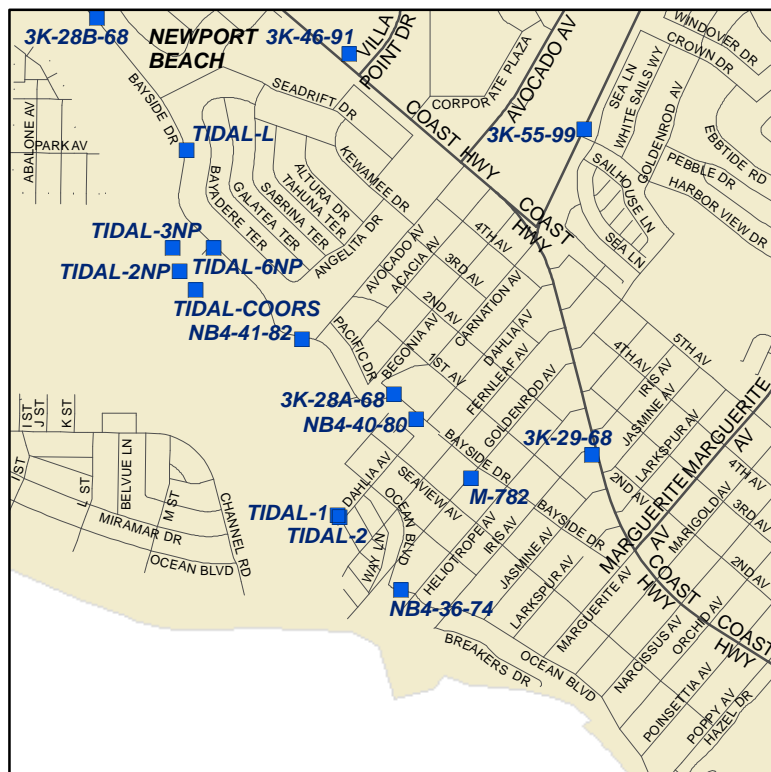 3K-28B-68
NEWPORT
BEACH
3K-46-91
VILLA
POINT DR
CORPORATE PLAZA
AVOCADO AV
WINDOVER DR
CROWN DR
SEA LN
WHITE SAILS WY
GOLDENROD AV
EBBTIDE RD
BAYSIDE DR
SEADRIFT DR
COAST HWY
3K-55-99
ABALONE AV
PARK AV
TIDAL-L
KEWAMEE DR
SAILHOUSE LN
PEBBLE DR
HARBOR VIEW DR
ALTURA DR
TAHUNA TER
SABRINA TER
GALATEA TER
BAYADERE TER
ANGELITA DR
COAST
HWY
SEA LN
TIDAL-3NP
TIDAL-6NP
TIDAL-2NP
TIDAL-COORS
NB4-41-82
AVOCADO AV
ACACIA AV
4TH AV
3RD AV
2ND AV
1ST AV
CARNATION AV
DAHLIA AV
FERNLEAF AV
GOLDENROD AV
PACIFIC DR
BEGONIA AV
5TH AV
4TH AV
IRIS AV
JASMINE AV
LARKSPUR AV
MARGUERITE
AV
3K-28A-68
NB4-40-80
3K-29-68
I ST
J ST
K ST
I ST
L ST
BELVUE LN
M ST
CHANNEL RD
MIRAMAR DR
OCEAN BLVD
BAYSIDE DR
M-782
BAYSIDE DR
2ND AV
MARGUERITE
AV
4TH AV
3RD AV
2ND AV
MARIGOLD AV
DAHLIA AV
SEAVIEW AV
OCEAN BLVD
TIDAL-1
TIDAL-2
WAY LN
HELIOTROPE AV
IRIS AV
JASMINE AV
LARKSPUR AV
MARGUERITE AV
COAST
HWY
COAST
HWY
NB4-36-74
BREAKERS DR
OCEAN BLVD
NARCISSUS AV
ORCHID AV
POINSETTIA AV
POPPY AV
HAZEL DR